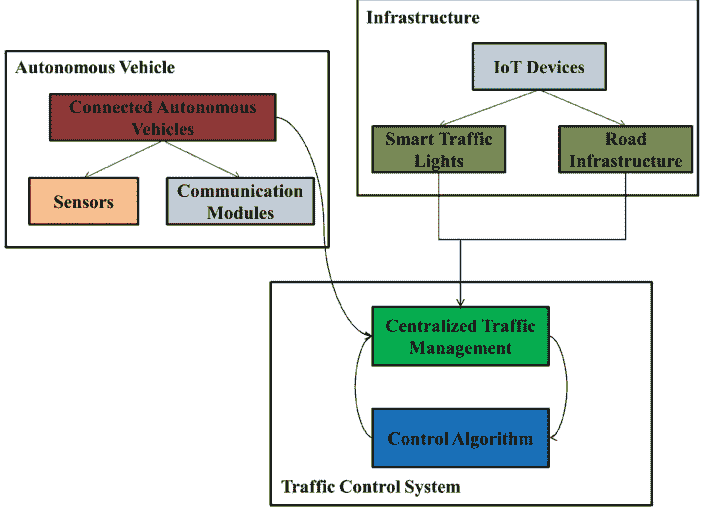 Infrastructure
IoT Devices
Smart Traffic
Lights
Road
Infrastructure
Autonomous Vehicle
Connected Autonomous
Vehicles
Sensors
Communication
Modules
Centralized Traffic
Management
Control Algorithm
Traffic Control System